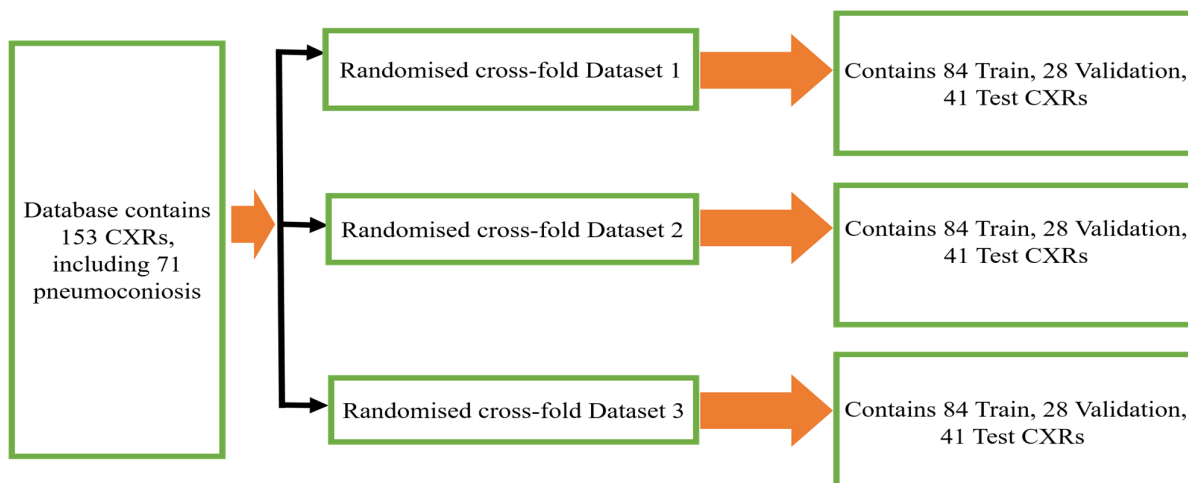 Database contains
153 CXRs,
including 71
pneumoconiosis
Randomised cross-fold Dataset 1
Contains 84 Train, 28 Validation,
41 Test CXRs
Randomised cross-fold Dataset 2
Contains 84 Train, 28 Validation,
41 Test CXRs
Randomised cross-fold Dataset 3
Contains 84 Train, 28 Validation,
41 Test CXRs